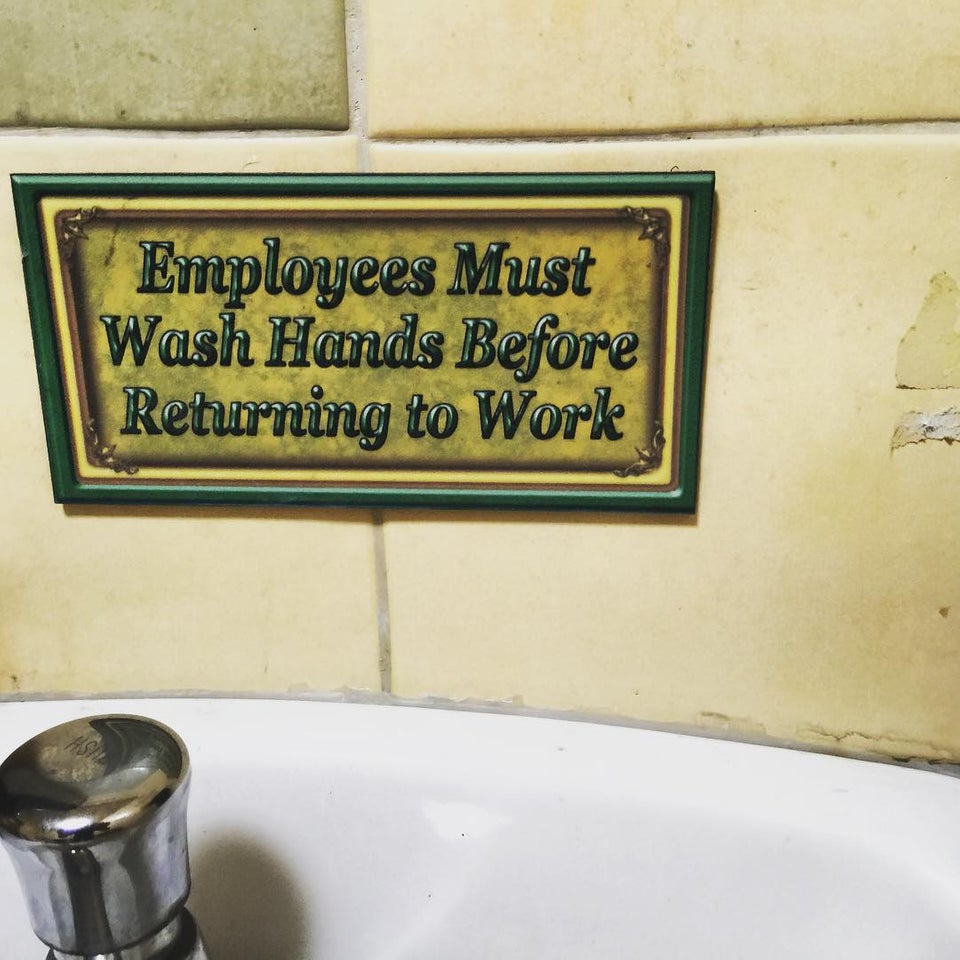 Employees Must
Wash Hands Before
Returning to Work